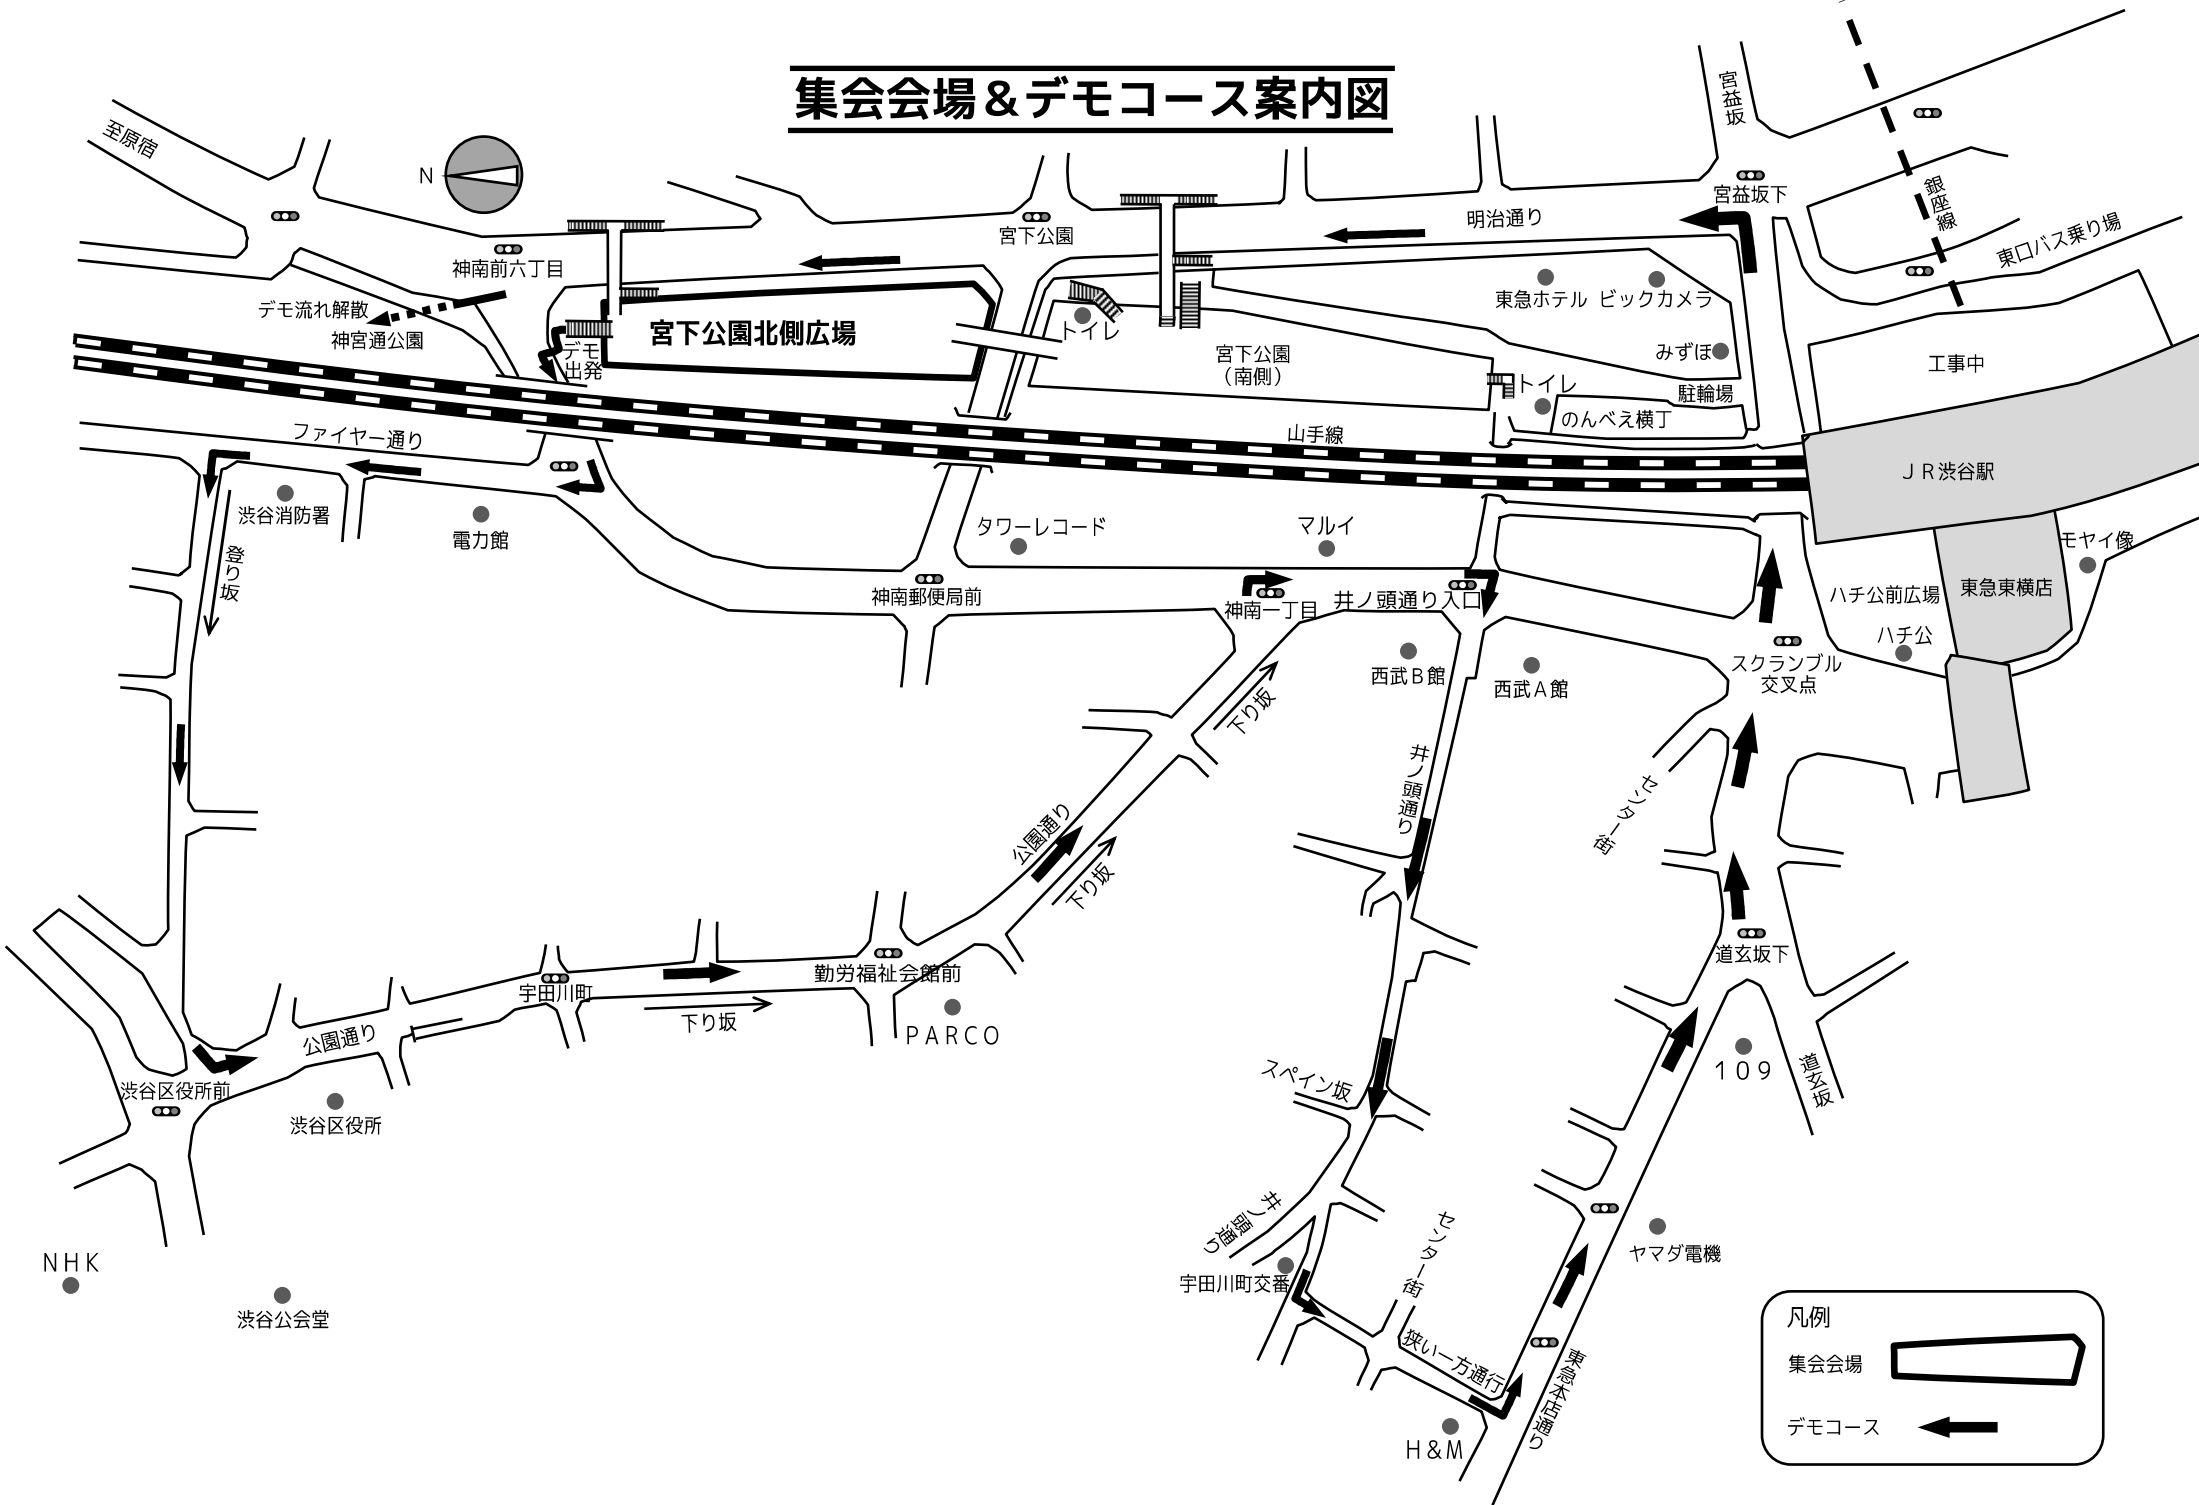 集会会場＆デモコース案内図
宮益坂
至原宿
N
宮益坂下
銀座線
明治通り
東口バス乗り場
宮下公園
神南前六丁目
デモ流れ解散
神宮通公園
東急ホテル
ビックカメラ
宮下公園北側広場
トイレ
デモ
出発
宮下公園
（南側）
みずほ
工事中
トイレ
駐輪場
のんべえ横丁
ファイヤー通り
山手線
ＪＲ渋谷駅
渋谷消防署
電力館
タワーレコード
マルイ
モヤイ像
登り坂
神南郵便局前
神南一丁目
井ノ頭通り入口
ハチ公前広場
東急東横店
ハチ公
西武Ｂ館
西武Ａ館
スクランブル
交叉点
下り坂
井ノ頭通り
センター街
公園通り
下り坂
道玄坂下
勤労福祉会館前
宇田川町
下り坂
PARCO
公園通り
渋谷区役所前
渋谷区役所
スペイン坂
109
道玄坂
井ノ頭通り
センター街
NHK
渋谷公会堂
宇田川町交番
ヤマダ電機
狭い一方通行
東急本店通り
H&M
凡例
集会会場
デモコース